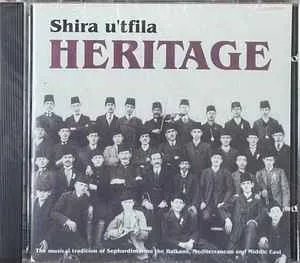 Shira u'tfila
HERITAGE
The musical tradition of Sephardim in the Balkans, Mediterranean and Middle East